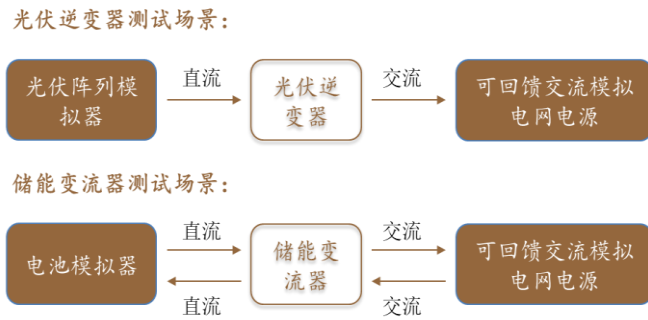 光伏逆变器测试场景：
光伏阵列模
拟器
直流
光伏逆
变器
交流
可回馈交流模拟
电网电源
储能变流器测试场景：
电池模拟器
直流
直流
储能变
流器
交流
交流
可回馈交流模拟
电网电源